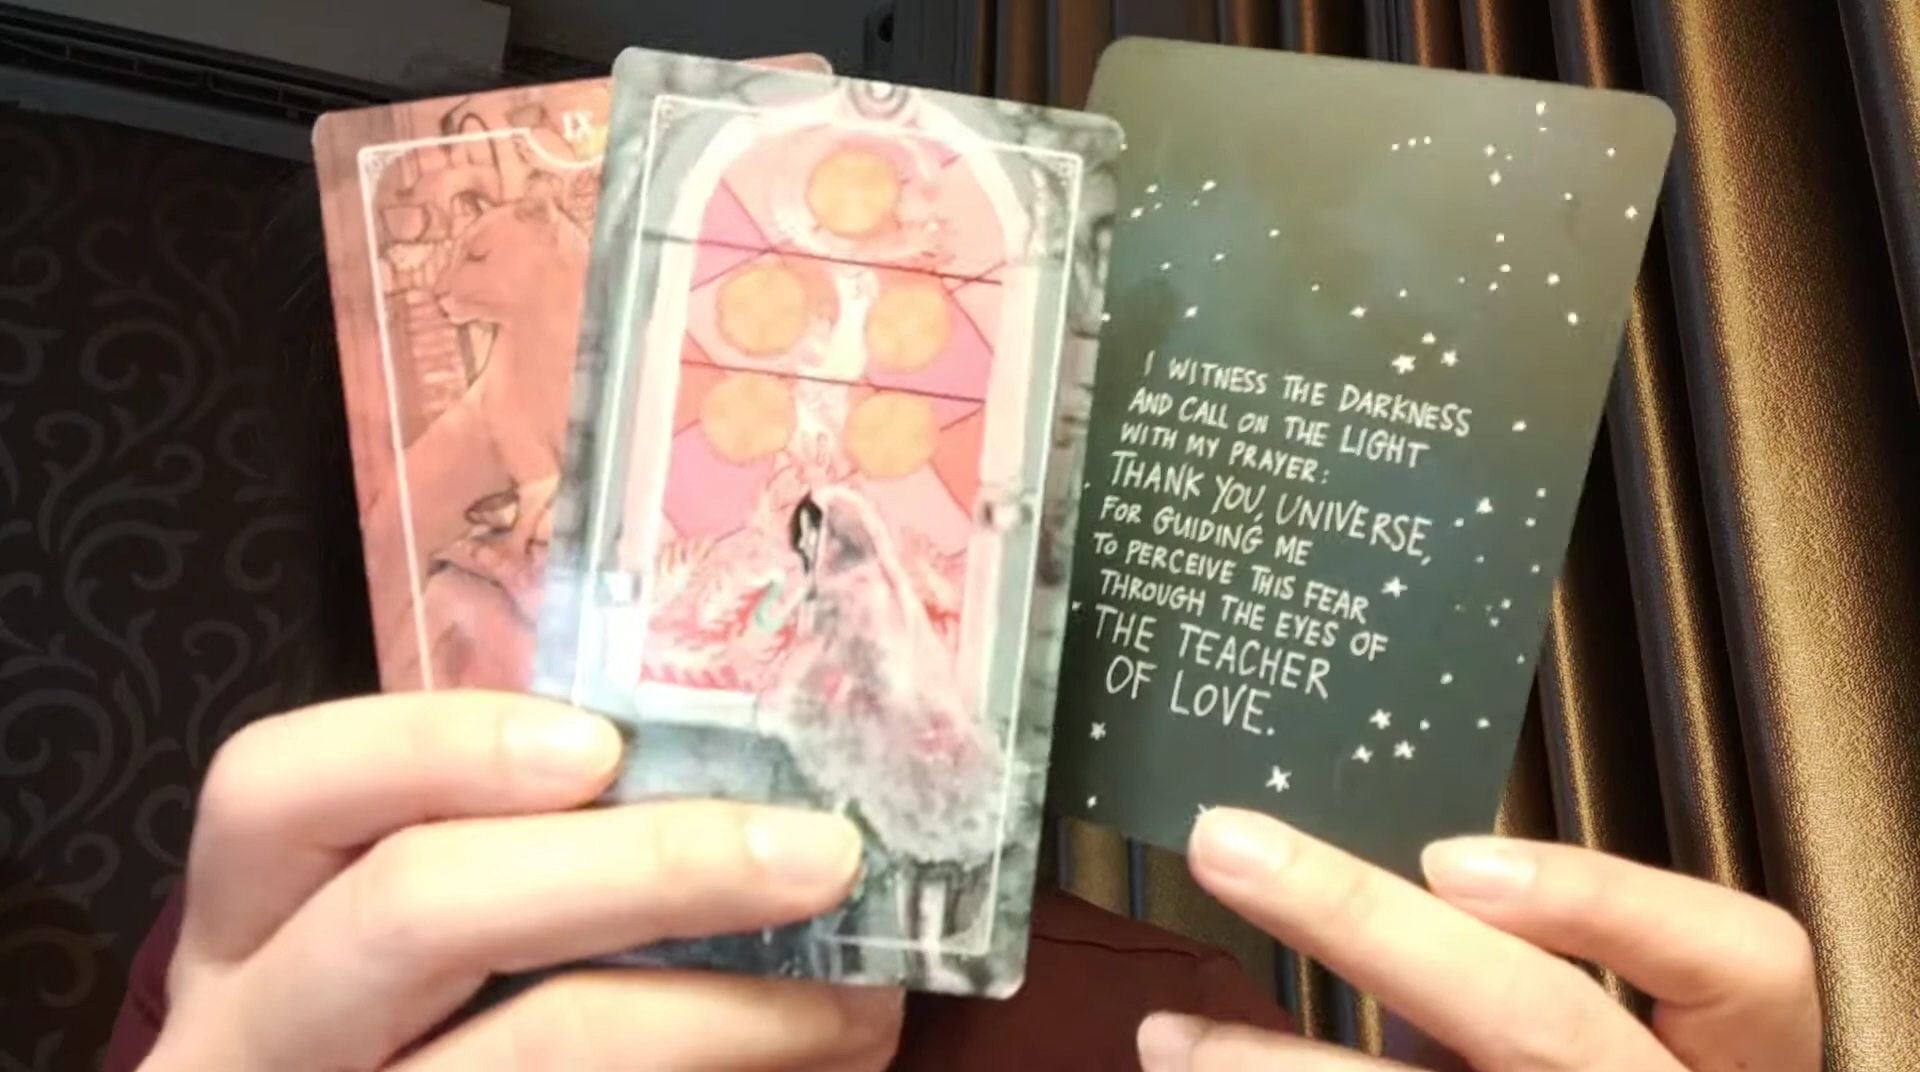 XI
I WITNESS THE DARKNESS
AND CALL ON THE LIGHT
WITH MY PRAYER:
THANK YOU, UNIVERSE,
FOR GUIDING ME
TO PERCEIVE THIS FEAR
THROUGH THE EYES OF
THE TEACHER
OF LOVE.